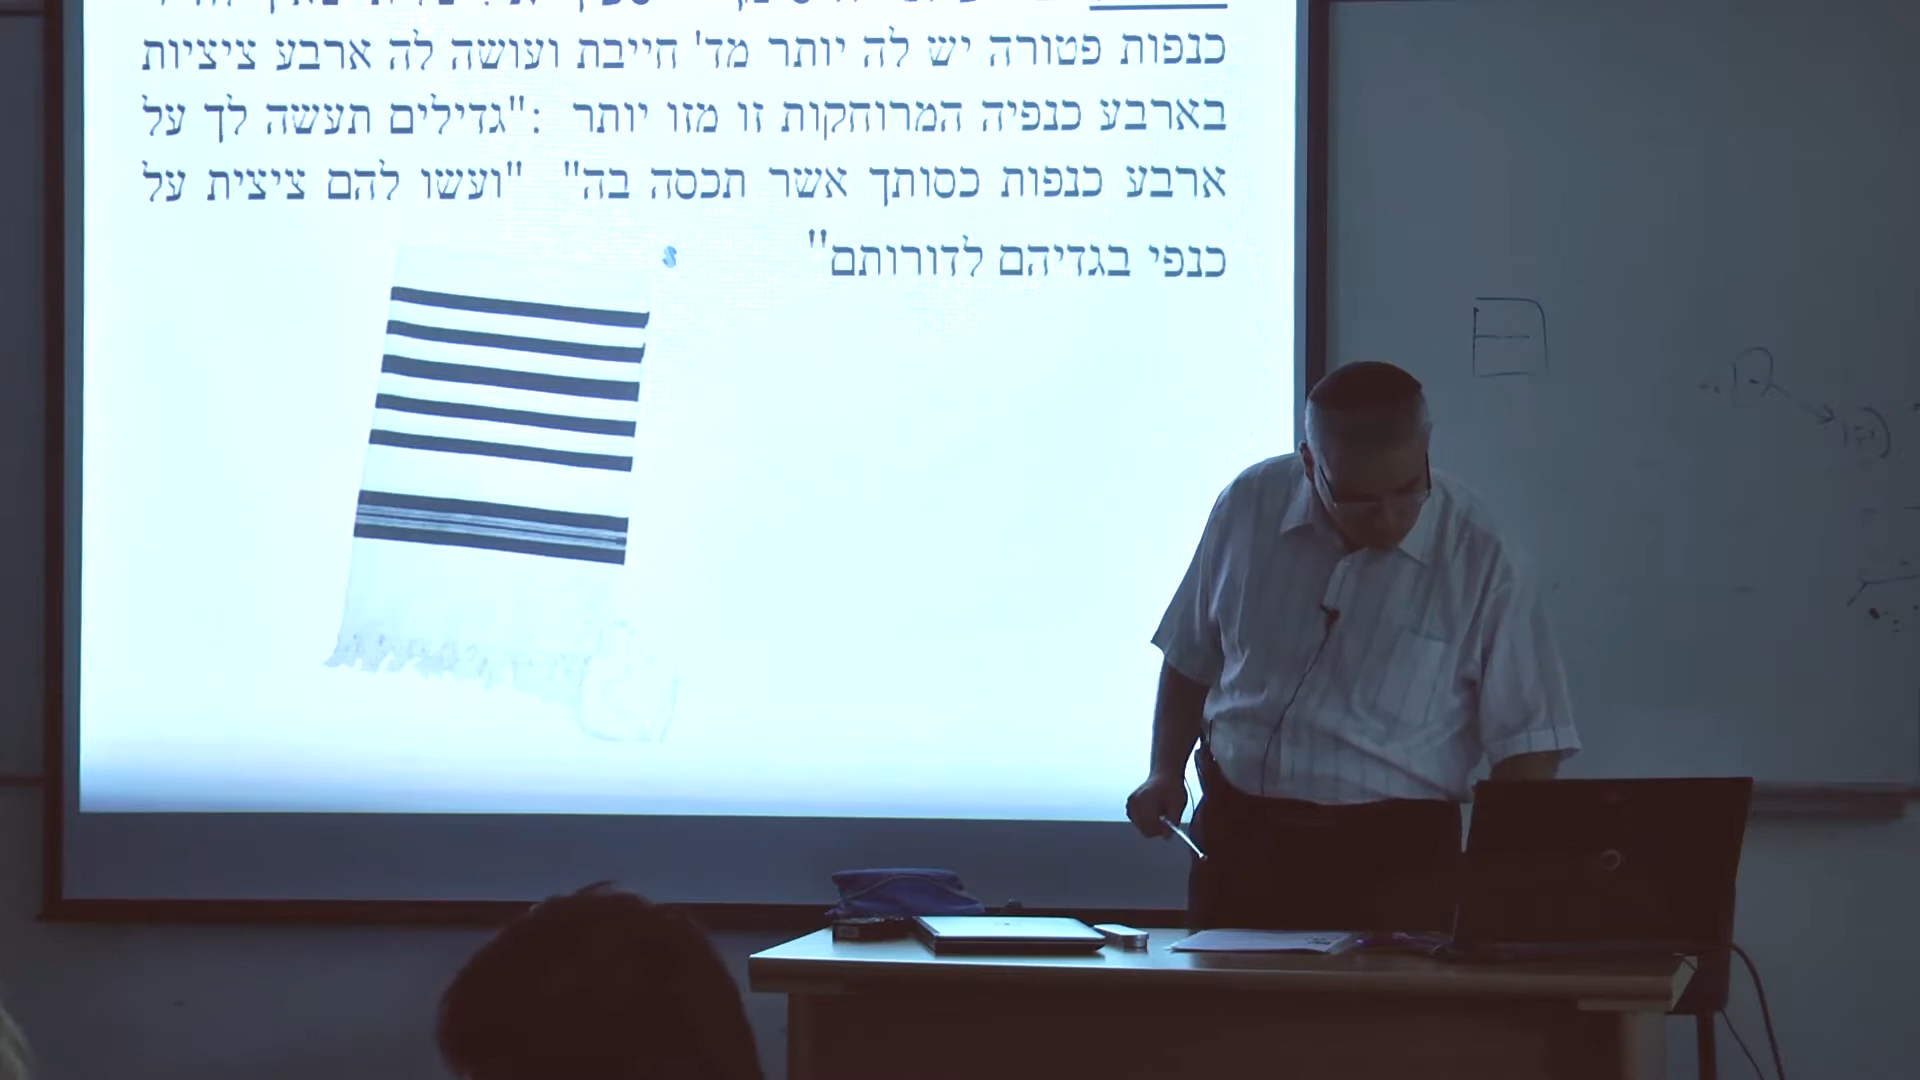 כנפות פטורה יש לה יותר מד' חייבת ועושה לה ארבע ציציות
בארבע כנפיה המרוחקות זו מזו יותר :"גדילים תעשה לך על
ארבע כנפות כסותך אשר תכסה בה" "ועשו להם ציצית על
כנפי בגדיהם לדורותם"